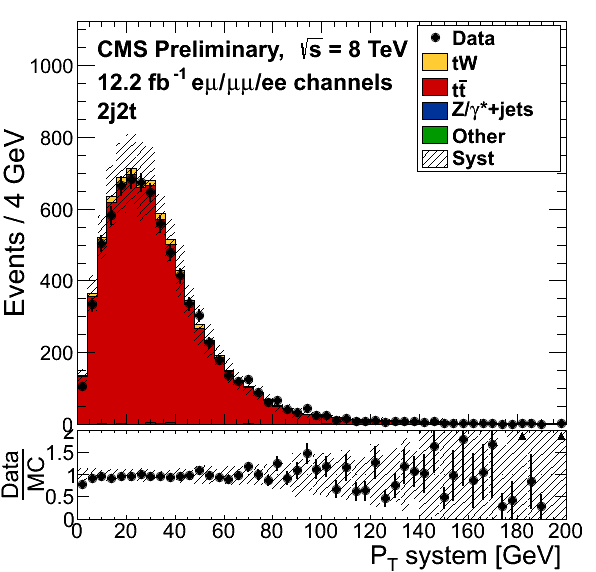 CMS Preliminary, √s = 8 TeV
12.2 fb⁻¹ eμ/μμ/ee channels
2j2t
Data
tW
tt̄
Z/γ*+jets
Other
Syst
Events / 4 GeV
1000
800
600
400
200
0
Data
MC
2
1.5
1
0.5
0
0 20 40 60 80 100 120 140 160 180 200
P_T system [GeV]